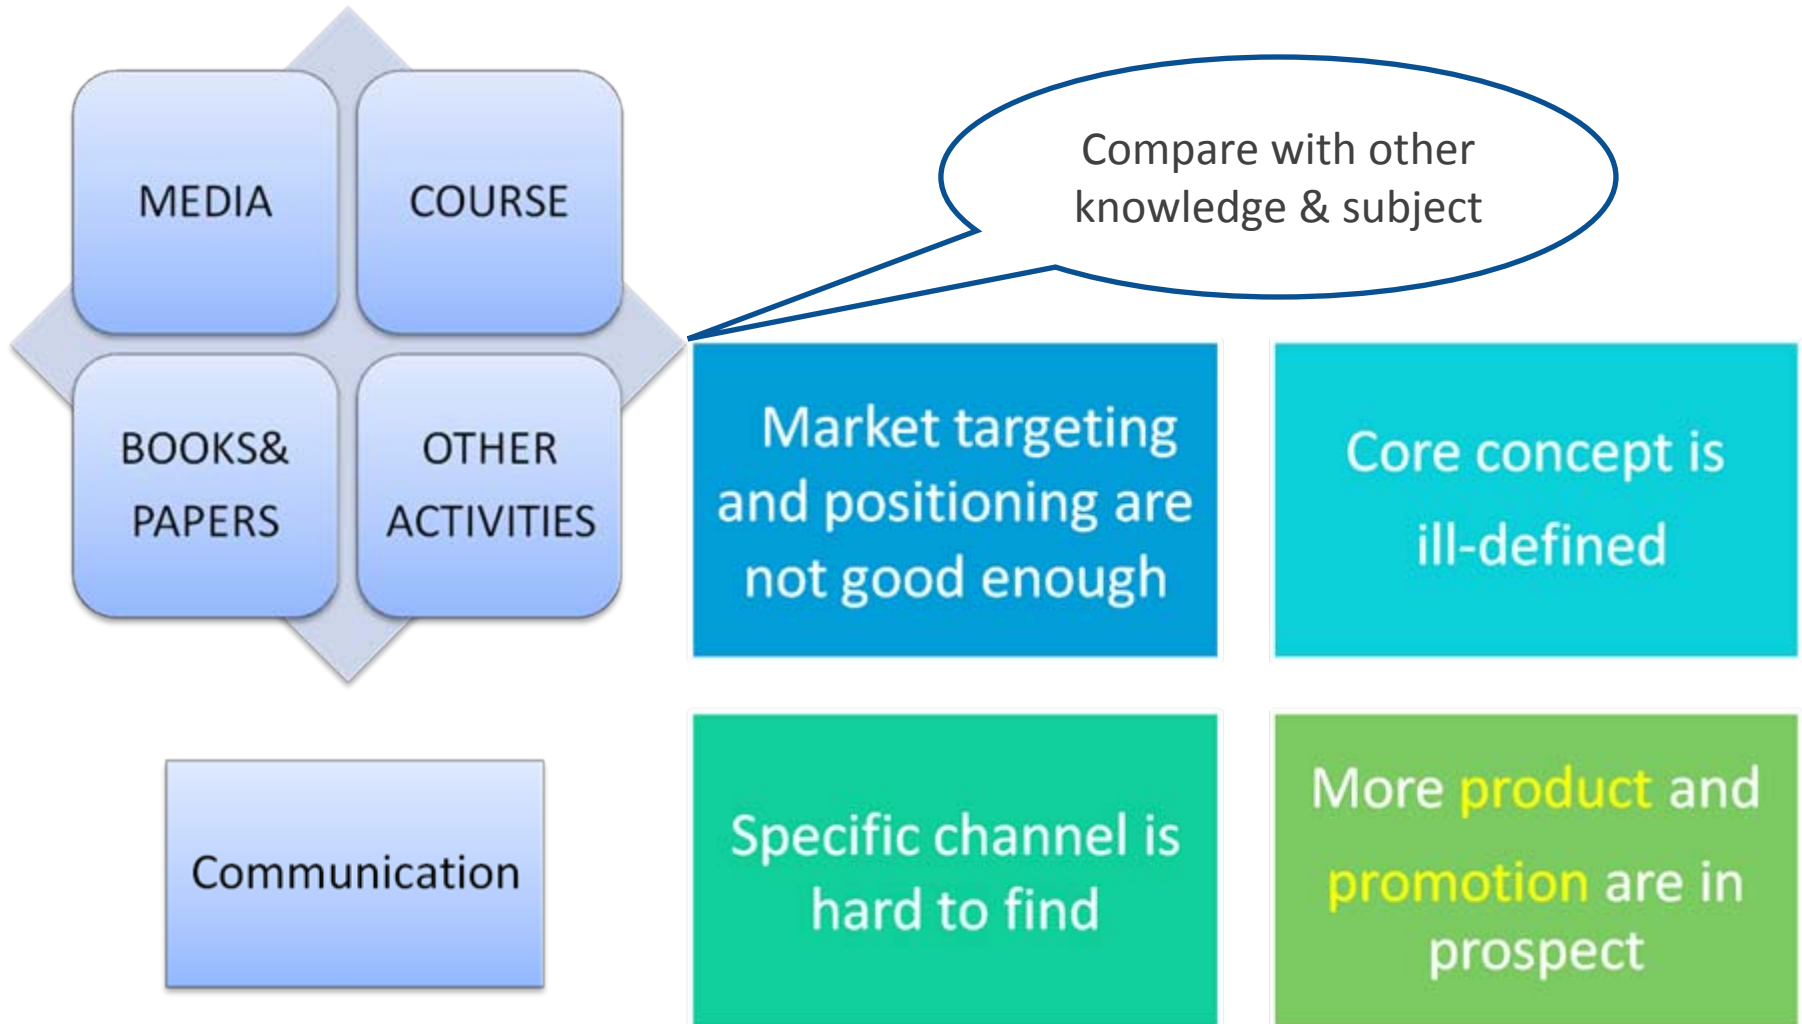 MEDIA
COURSE
BOOKS&
PAPERS
OTHER
ACTIVITIES
Communication
Compare with other
knowledge & subject
Market targeting
and positioning are
not good enough
Core concept is
ill-defined
Specific channel is
hard to find
More product and
promotion are in
prospect